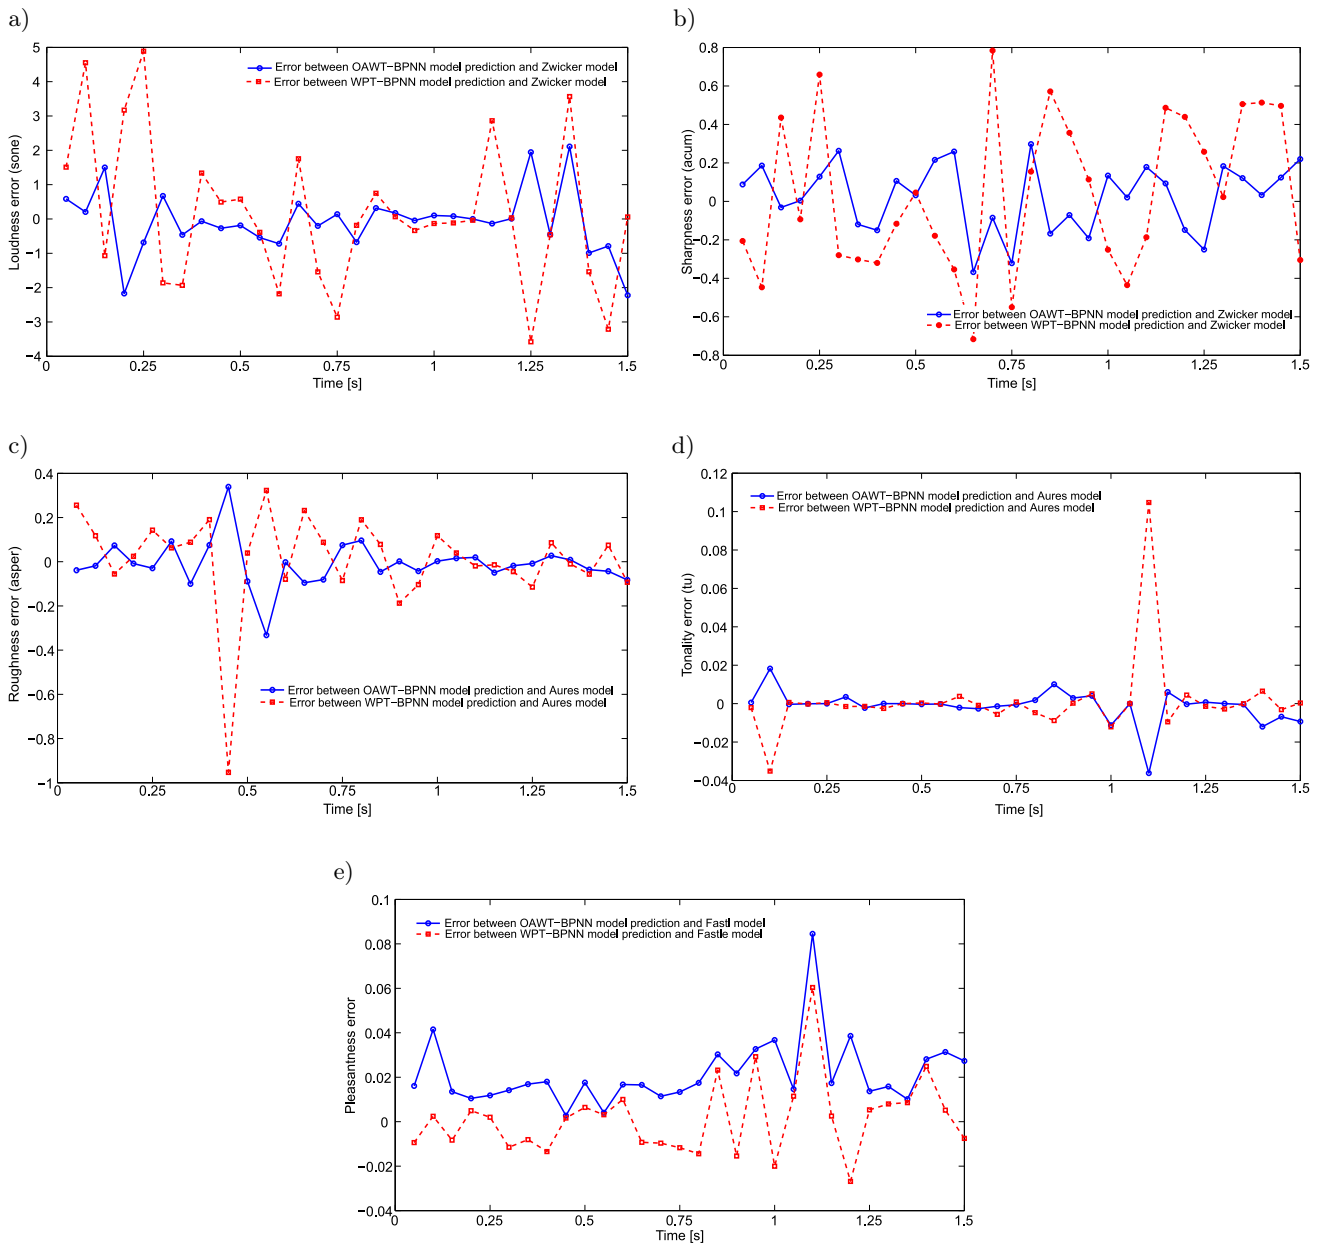 a)
5
4
3
2
1
0
−1
−2
−3
−4
Loudness error (sone)
Error between OAWT−BPNN model prediction and Zwicker model
Error between WPT−BPNN model prediction and Zwicker model
0 0.25 0.5 0.75 1 1.25 1.5
Time [s]
b)
0.8
0.6
0.4
0.2
0
−0.2
−0.4
−0.6
−0.8
Sharpness error (acum)
Error between OAWT−BPNN model prediction and Zwicker model
Error between WPT−BPNN model prediction and Zwicker model
0 0.25 0.5 0.75 1 1.25 1.5
Time [s]
c)
0.4
0.2
0
−0.2
−0.4
−0.6
−0.8
−1
Roughness error (asper)
Error between OAWT−BPNN model prediction and Aures model
Error between WPT−BPNN model prediction and Aures model
0 0.25 0.5 0.75 1 1.25 1.5
Time [s]
d)
0.12
0.1
0.08
0.06
0.04
0.02
0
−0.02
−0.04
Tonality error (tu)
Error between OAWT−BPNN model prediction and Aures model
Error between WPT−BPNN model prediction and Aures model
0 0.25 0.5 0.75 1 1.25 1.5
Time [s]
e)
0.1
0.08
0.06
0.04
0.02
0
−0.02
−0.04
Pleasantness error
Error between OAWT−BPNN model prediction and Fastl model
Error between WPT−BPNN model prediction and Fastle model
0 0.25 0.5 0.75 1 1.25 1.5
Time [s]